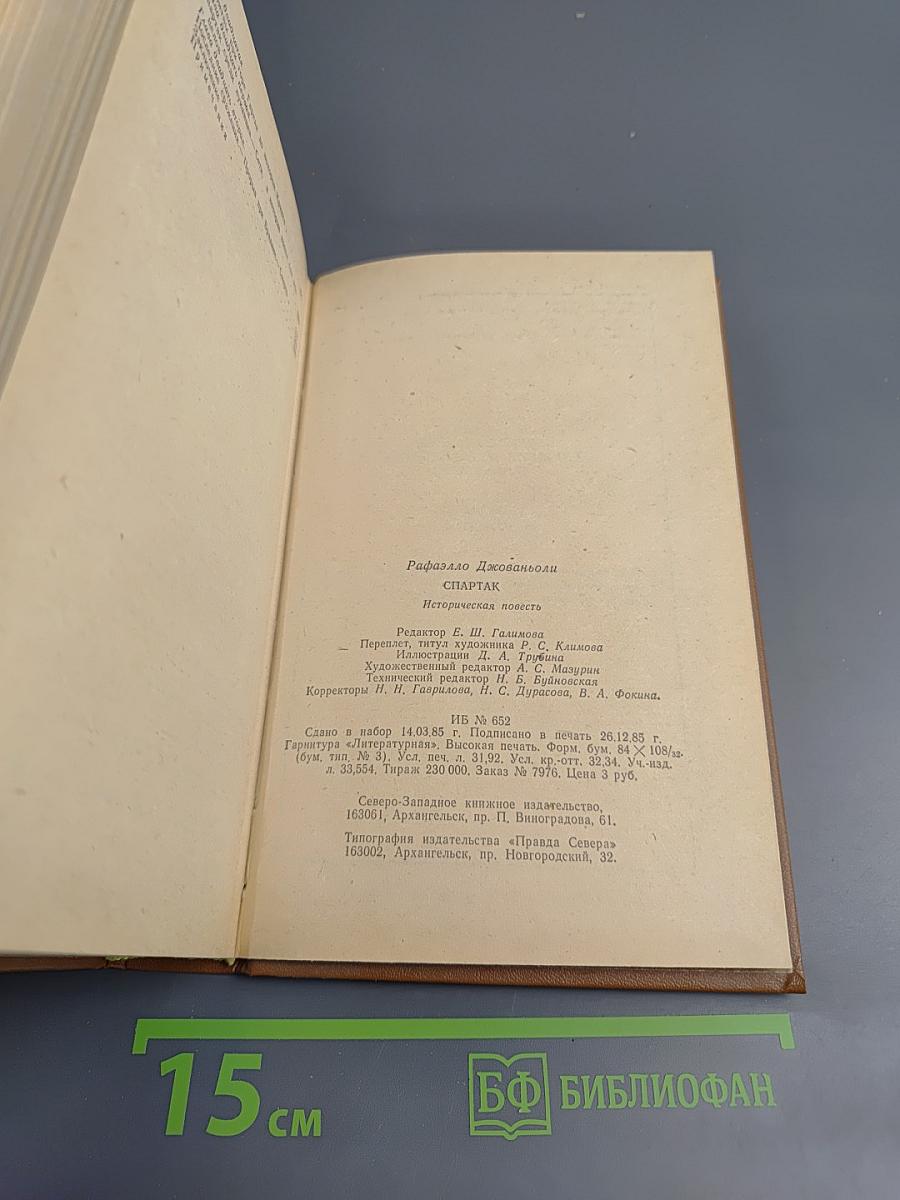 Рафаэлло Джованьоли
СПАРТАК
Историческая повесть
Редактор Е. Ш. Галимова
Переплет, титул художника Р. С. Климова
Иллюстрации Д. А. Трубина
Художественный редактор А. С. Мазурин
Технический редактор Н. Б. Буйновская
Корректоры Н. Н. Гаврилова, Н. С. Дурасова, В. А. Фокина.
ИБ № 652
Сдано в набор 14.03.85 г. Подписано в печать 26.12.85 г.
Гарнитура «Литературная». Высокая печать. Форм. бум. 84×108/32.
(бум. тип. № 3). Усл. печ. л. 31,92. Усл. кр.-отт. 32,34. Уч.-изд.
л. 33,554. Тираж 230 000. Заказ № 7976. Цена 3 руб.
Северо-Западное книжное издательство,
163061, Архангельск, пр. П. Виноградова, 61.
Типография издательства «Правда Севера»
163002, Архангельск, пр. Новгородский, 32.
15 см
БФ БИБЛИОФАН